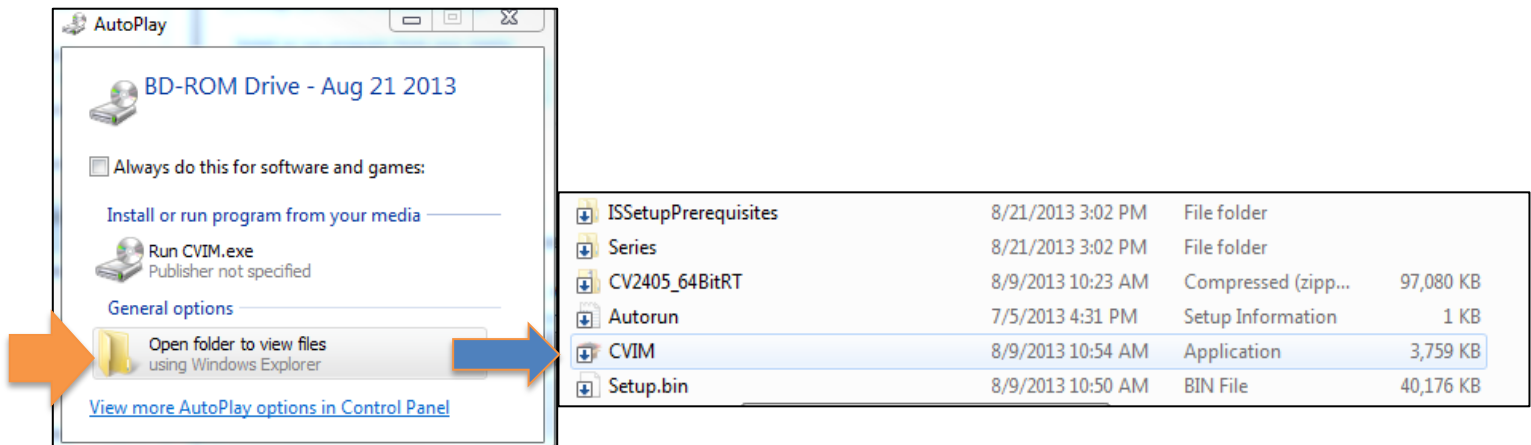 AutoPlay
BD-ROM Drive - Aug 21 2013
Always do this for software and games:
Install or run program from your media
Run CVIM.exe
Publisher not specified
General options
Open folder to view files
using Windows Explorer
View more AutoPlay options in Control Panel
ISSetupPrerequisites 8/21/2013 3:02 PM File folder
Series 8/21/2013 3:02 PM File folder
CV2405_64BitRT 8/9/2013 10:23 AM Compressed (zipp... 97,080 KB
Autorun 7/5/2013 4:31 PM Setup Information 1 KB
CVIM 8/9/2013 10:54 AM Application 3,759 KB
Setup.bin 8/9/2013 10:50 AM BIN File 40,176 KB